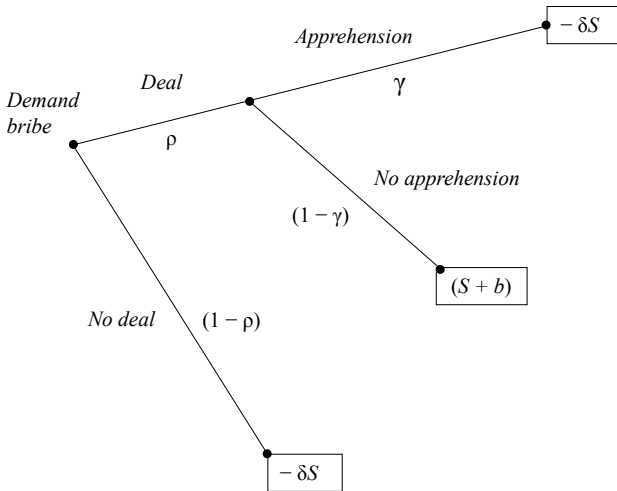 Apprehension
− δS
Deal
γ
Demand
bribe
ρ
No apprehension
(1 − γ)
(S + b)
No deal
(1 − ρ)
− δS